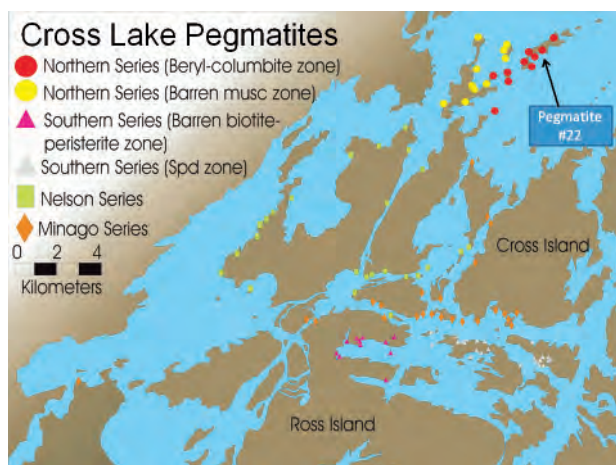 Cross Lake Pegmatites
Northern Series (Beryl-columbite zone)
Northern Series (Barren musc zone)
Southern Series (Barren biotite-
peristerite zone)
Southern Series (Spd zone)
Nelson Series
Minago Series
0 2 4
Kilometers
Pegmatite
#22
Cross Island
Ross Island